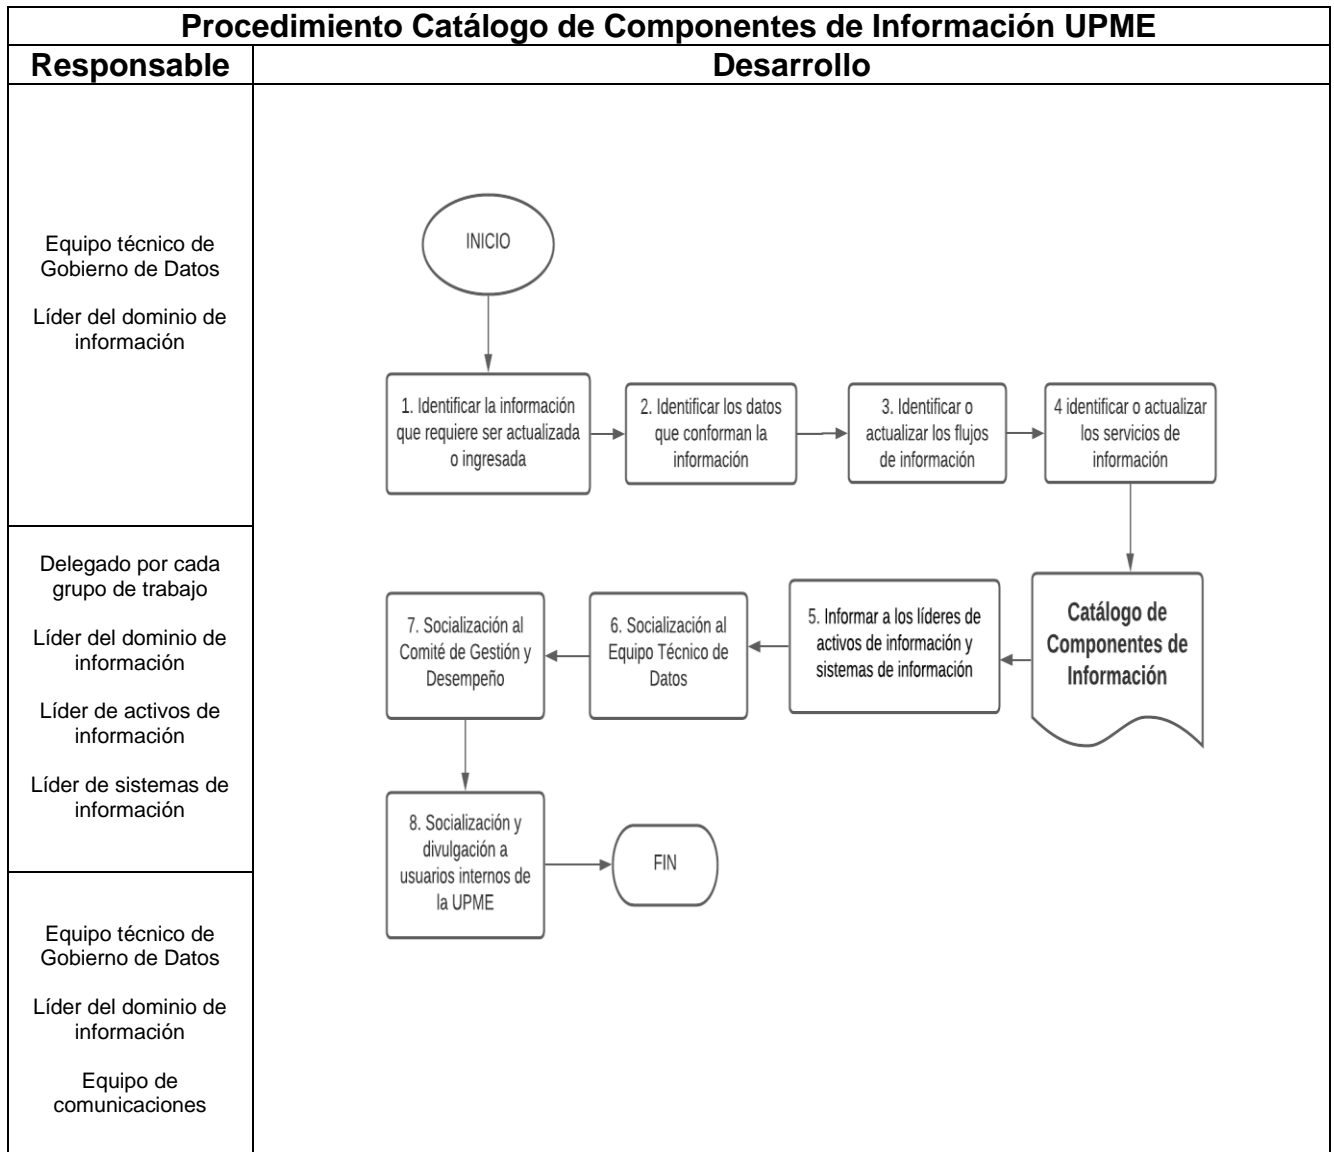 Procedimiento Catálogo de Componentes de Información UPME
Responsable
Desarrollo
Equipo técnico de
Gobierno de Datos
Líder del dominio de
información
INICIO
1. Identificar la información
que requiere ser actualizada
o ingresada
2. Identificar los datos
que conforman la
información
3. Identificar o
actualizar los flujos
de información
4 identificar o actualizar
los servicios de
información
Delegado por cada
grupo de trabajo
Líder del dominio de
información
Líder de activos de
información
Líder de sistemas de
información
Catálogo de
Componentes de
Información
5. Informar a los líderes de
activos de información y
sistemas de información
6. Socialización al
Equipo Técnico de
Datos
7. Socialización al
Comité de Gestión y
Desempeño
8. Socialización y
divulgación a
usuarios internos de
la UPME
FIN
Equipo técnico de
Gobierno de Datos
Líder del dominio de
información
Equipo de
comunicaciones